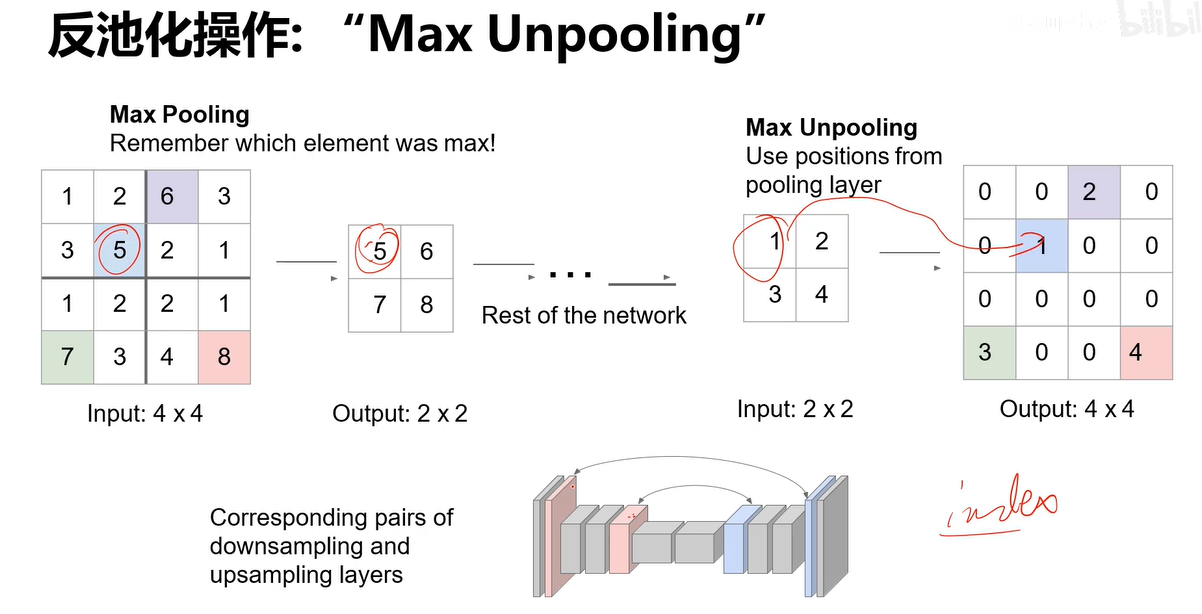 反池化操作: “Max Unpooling”
Max Pooling
Remember which element was max!
1 2 6 3
3 5 2 1
1 2 2 1
7 3 4 8
Input: 4 x 4
5 6
7 8
Output: 2 x 2
...
Rest of the network
Max Unpooling
Use positions from
pooling layer
1 2
3 4
Input: 2 x 2
0 0 2 0
0 1 0 0
0 0 0 0
3 0 0 4
Output: 4 x 4
Corresponding pairs of
downsampling and
upsampling layers
index
bilibili